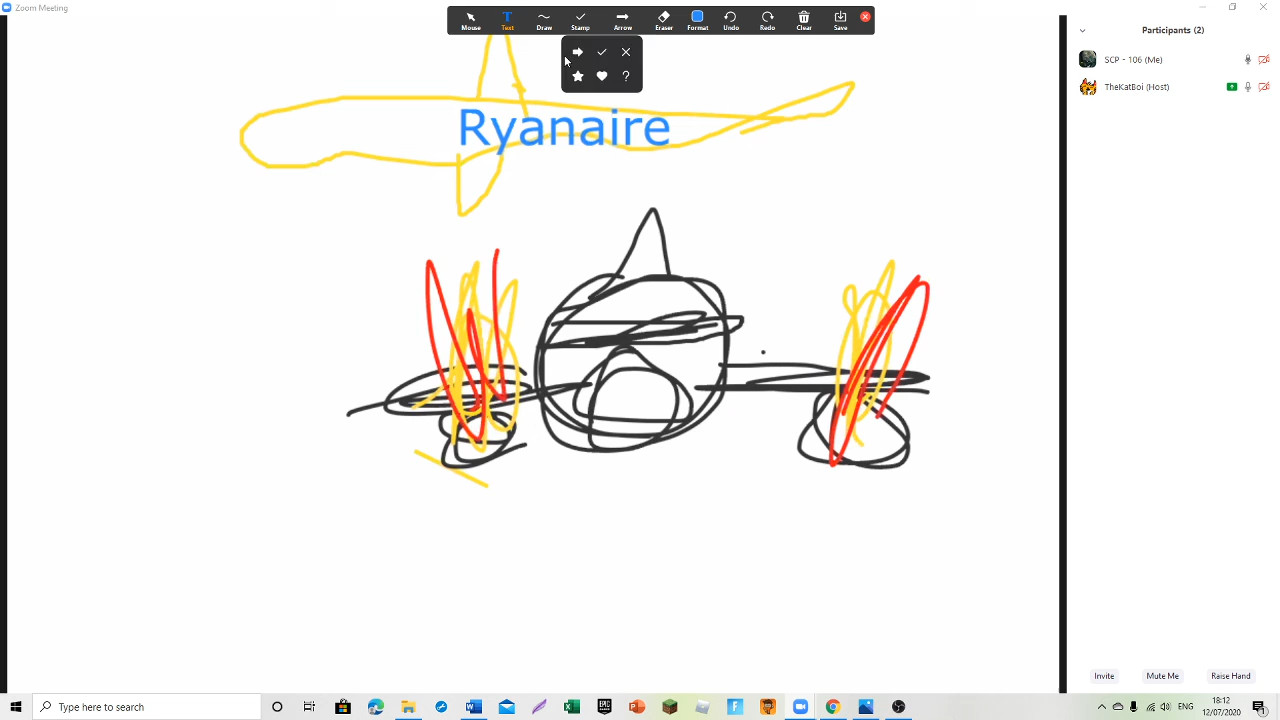 Zoom Meeting
Mouse
Text
Draw
Stamp
Arrow
Eraser
Format
Undo
Redo
Clear
Save
Participants (2)
SCP - 106 (Me)
TheKatBoi (Host)
Ryanaire
Invite
Mute
Raise Hand
Type here to search
ENG
18:12
12/07/2020